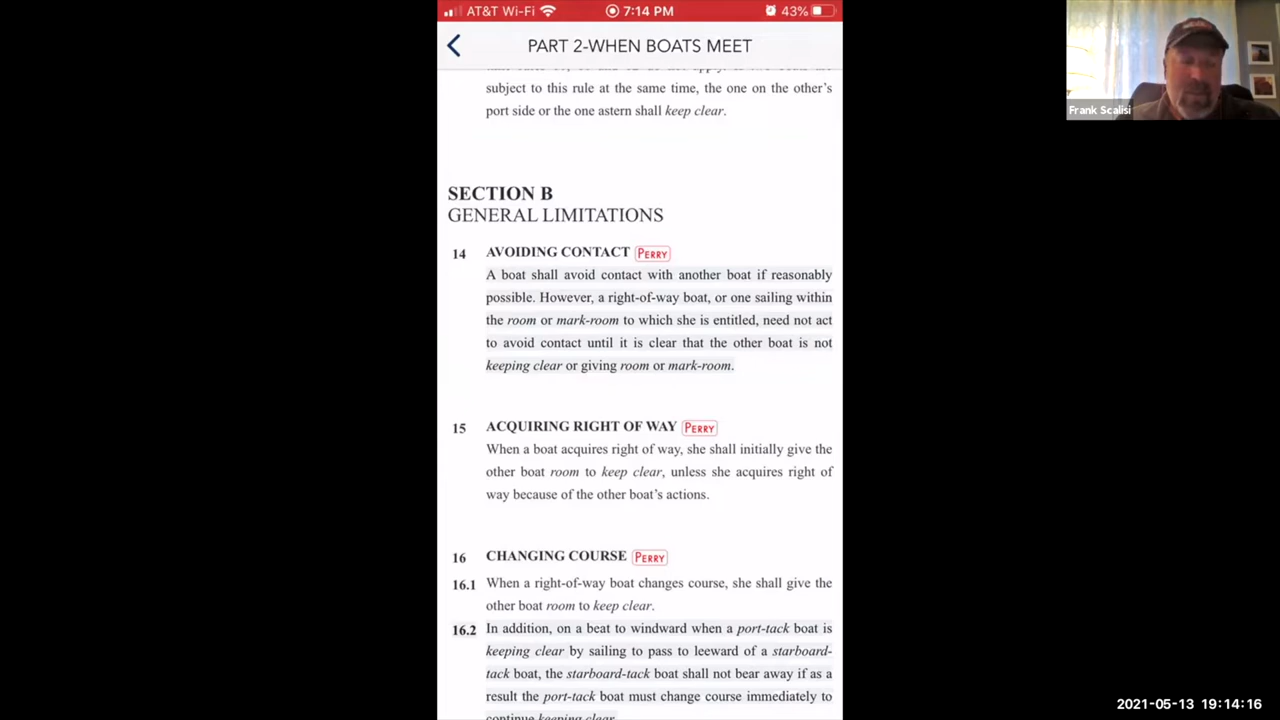 AT&T Wi-Fi 7:14 PM 43%
PART 2-WHEN BOATS MEET
Frank Scalisi
subject to this rule at the same time, the one on the other's
port side or the one astern shall keep clear.
SECTION B
GENERAL LIMITATIONS
14 AVOIDING CONTACT PERRY
A boat shall avoid contact with another boat if reasonably
possible. However, a right-of-way boat, or one sailing within
the room or mark-room to which she is entitled, need not act
to avoid contact until it is clear that the other boat is not
keeping clear or giving room or mark-room.
15 ACQUIRING RIGHT OF WAY PERRY
When a boat acquires right of way, she shall initially give the
other boat room to keep clear, unless she acquires right of
way because of the other boat's actions.
16 CHANGING COURSE PERRY
16.1 When a right-of-way boat changes course, she shall give the
other boat room to keep clear.
16.2 In addition, on a beat to windward when a port-tack boat is
keeping clear by sailing to pass to leeward of a starboard-
tack boat, the starboard-tack boat shall not bear away if as a
result the port-tack boat must change course immediately to
continue keeping clear.
2021-05-13 19:14:16